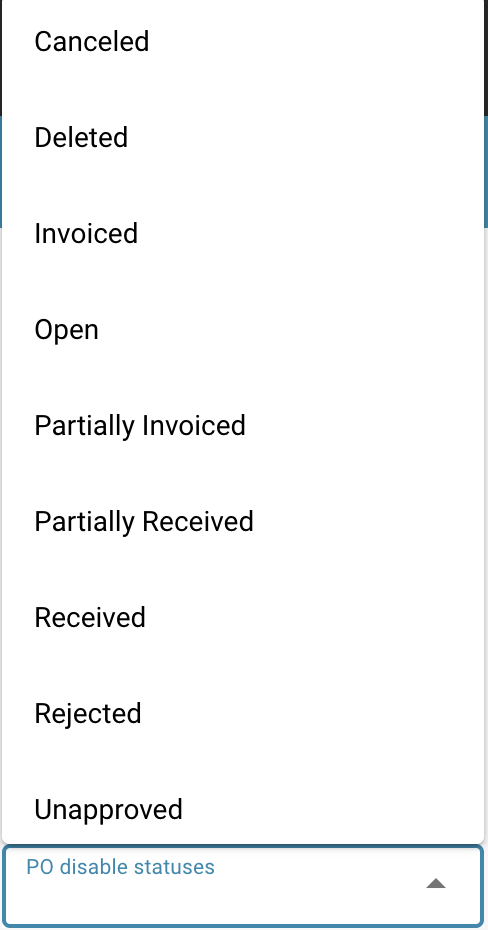 Canceled
Deleted
Invoiced
Open
Partially Invoiced
Partially Received
Received
Rejected
Unapproved
PO disable statuses